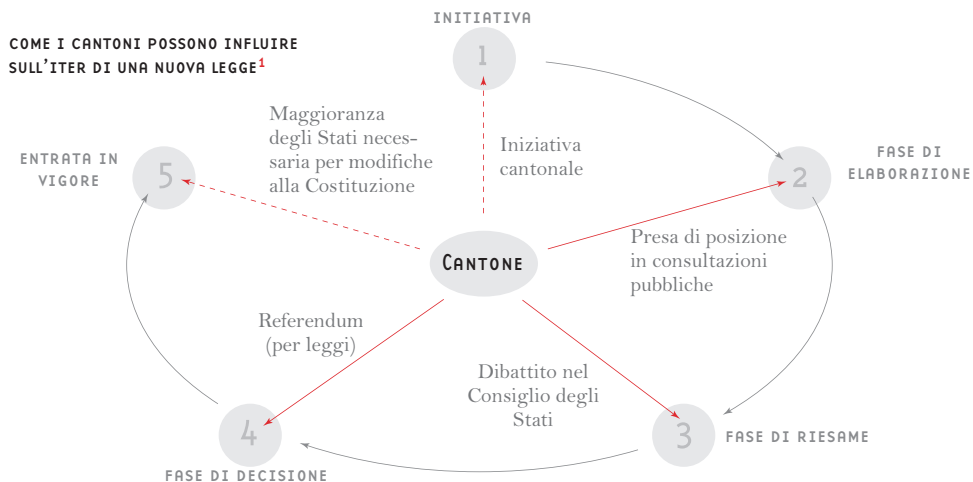 COME I CANTONI POSSONO INFLUIRE
SULL'ITER DI UNA NUOVA LEGGE1
INITIATIVA
1
Iniziativa
cantonale
FASE DI
ELABORAZIONE
2
Presa di posizione
in consultazioni
pubbliche
CANTONE
Dibattito nel
Consiglio degli
Stati
3
FASE DI RIESAME
Referendum
(per leggi)
4
FASE DI DECISIONE
Maggioranza
degli Stati neces-
saria per modifiche
alla Costituzione
ENTRATA IN
VIGORE
5